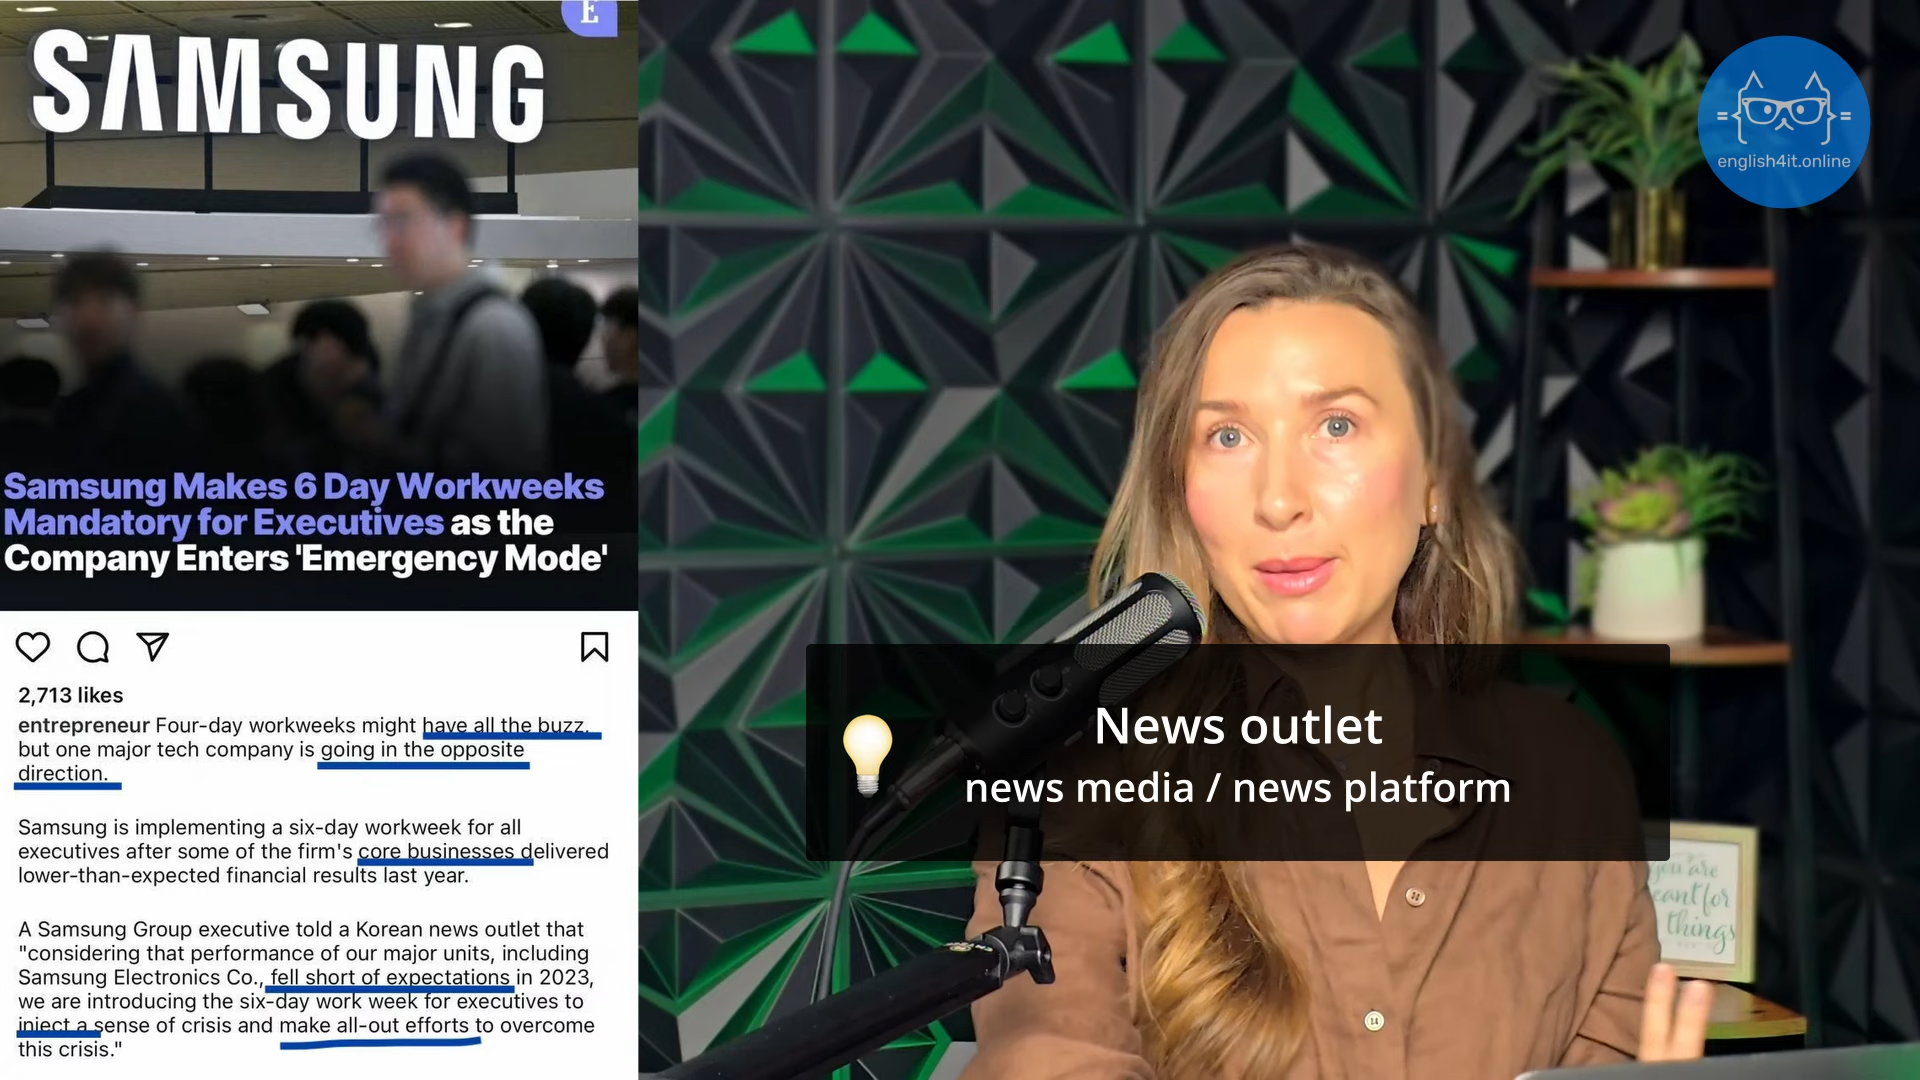 E
SAMSUNG
Samsung Makes 6 Day Workweeks
Mandatory for Executives as the
Company Enters 'Emergency Mode'
2,713 likes
entrepreneur Four-day workweeks might have all the buzz,
but one major tech company is going in the opposite
direction.
Samsung is implementing a six-day workweek for all
executives after some of the firm's core businesses delivered
lower-than-expected financial results last year.
A Samsung Group executive told a Korean news outlet that
"considering that performance of our major units, including
Samsung Electronics Co., fell short of expectations in 2023,
we are introducing the six-day work week for executives to
inject a sense of crisis and make all-out efforts to overcome
this crisis."
english4it.online
News outlet
news media / news platform
you are
meant for
things